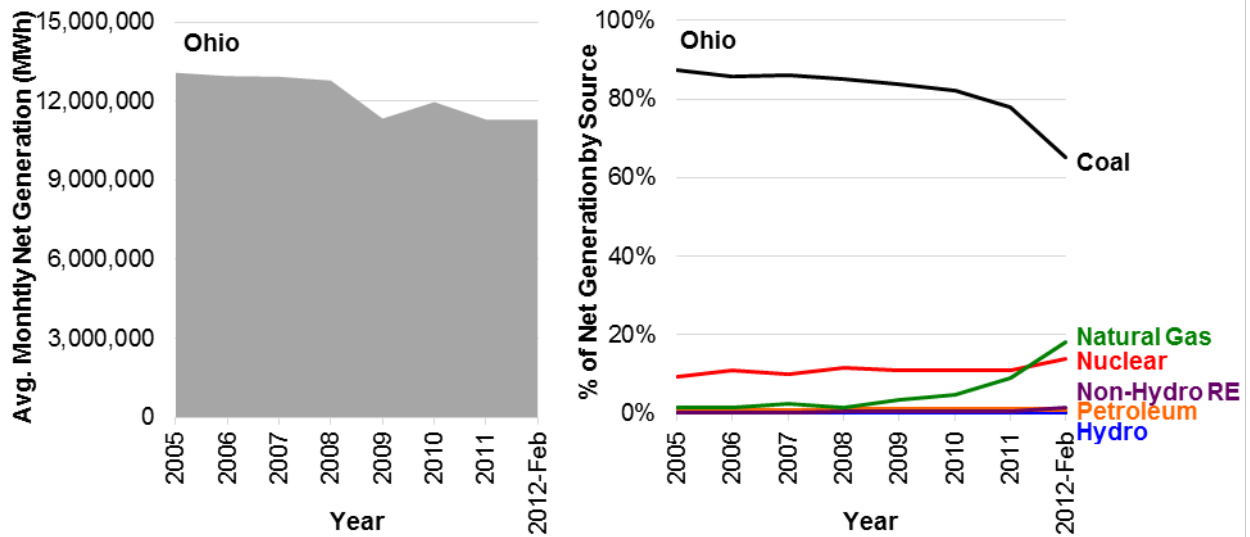 Avg. Monhtly Net Generation (MWh)
15,000,000
12,000,000
9,000,000
6,000,000
3,000,000
0
Ohio
2005
2006
2007
2008
2009
2010
2011
2012-Feb
Year
% of Net Generation by Source
100%
80%
60%
40%
20%
0%
Ohio
Coal
Natural Gas
Nuclear
Non-Hydro RE
Petroleum
Hydro
2005
2006
2007
2008
2009
2010
2011
2012-Feb
Year